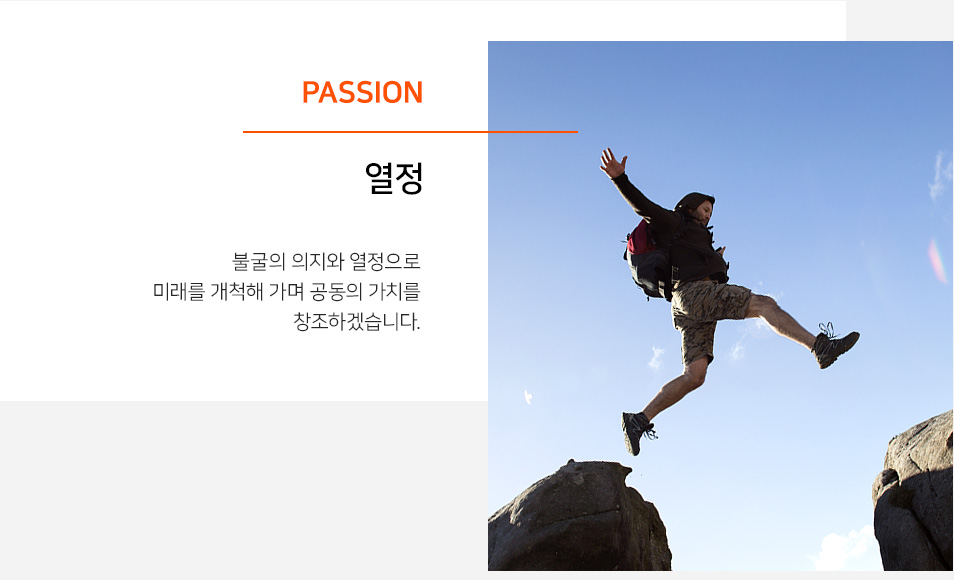 PASSION
열정
불굴의 의지와 열정으로
미래를 개척해 가며 공동의 가치를
창조하겠습니다.